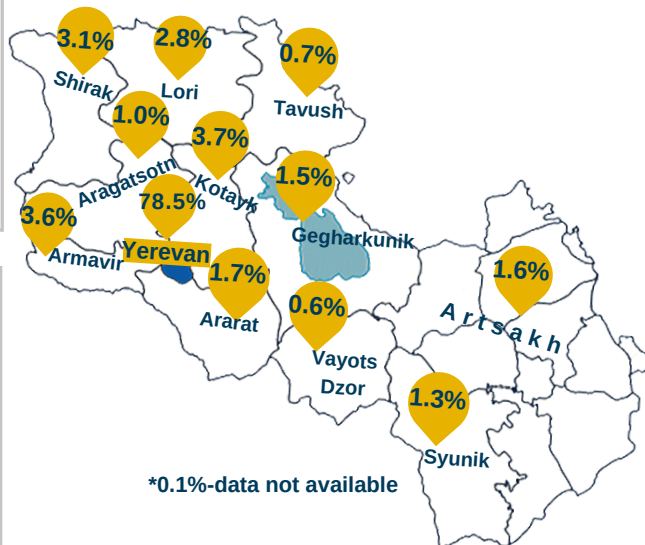 3.1%
Shirak
2.8%
Lori
0.7%
Tavush
1.0%
Aragatsotn
3.7%
Kotayk
1.5%
Gegharkunik
78.5%
Yerevan
3.6%
Armavir
1.7%
Ararat
0.6%
Vayots
Dzor
1.6%
Artsakh
1.3%
Syunik
*0.1%-data not available